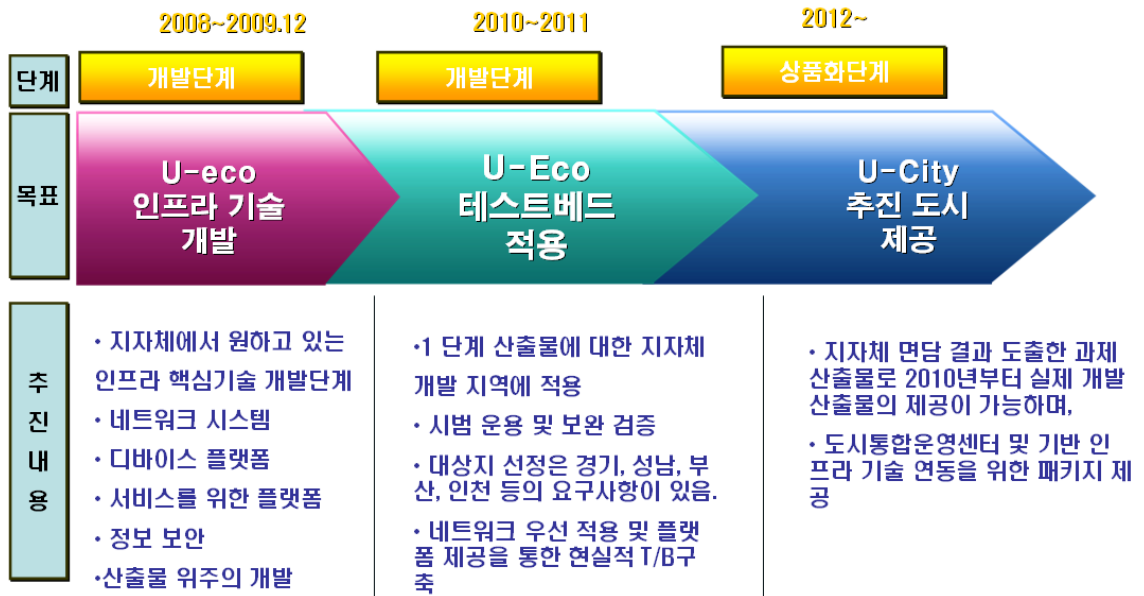 2008~2009.12
2010~2011
2012~
단계
개발단계
개발단계
상품화단계
목표
U-eco
인프라 기술
개발
U-Eco
테스트베드
적용
U-City
추진 도시
제공
추
진
내
용
• 지자체에서 원하고 있는
인프라 핵심기술 개발단계
• 네트워크 시스템
• 디바이스 플랫폼
• 서비스를 위한 플랫폼
• 정보 보안
•산출물 위주의 개발
•1 단계 산출물에 대한 지자체
개발 지역에 적용
• 시범 운용 및 보완 검증
• 대상지 선정은 경기, 성남, 부
산, 인천 등의 요구사항이 있음.
• 네트워크 우선 적용 및 플랫
폼 제공을 통한 현실적 T/B구
축
• 지자체 면담 결과 도출한 과제
산출물로 2010년부터 실제 개발
산출물의 제공이 가능하며,
• 도시통합운영센터 및 기반 인
프라 기술 연동을 위한 패키지 제
공